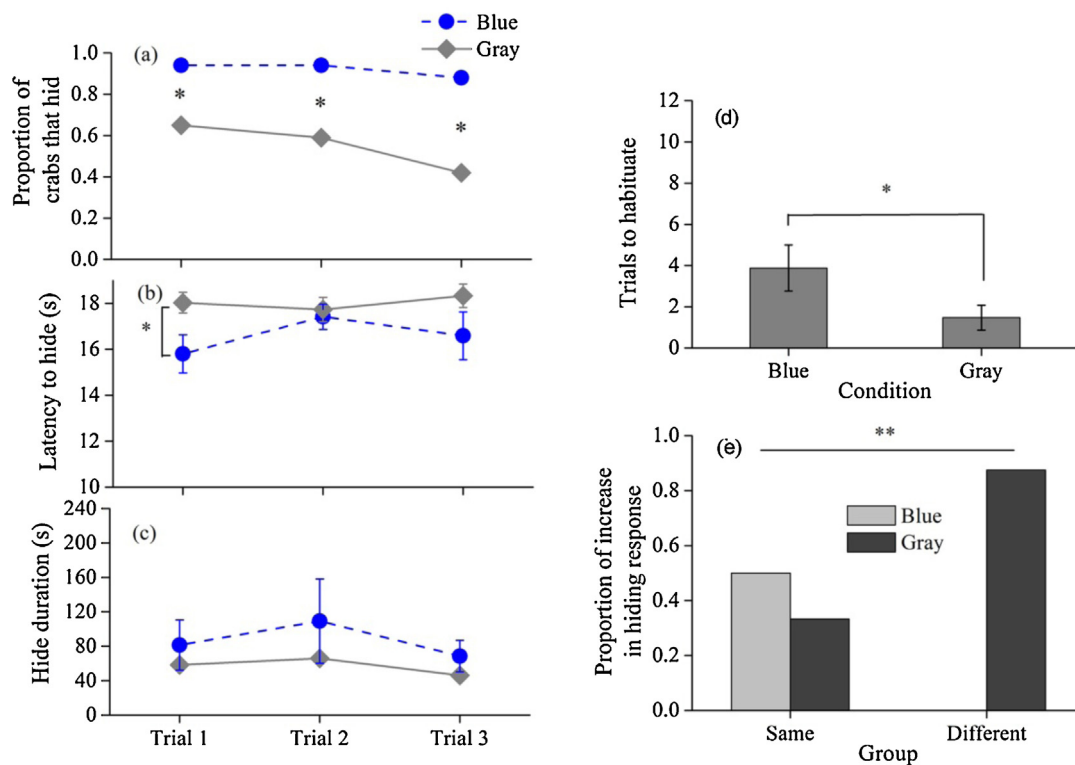 Blue
Gray
(a)
1.0
0.8
0.6
0.4
0.2
0.0
Proportion of
crabs that hid
*
*
*
(b)
18
16
14
12
10
Latency to hide (s)
*
(c)
240
200
160
120
80
40
0
Hide duration (s)
Trial 1
Trial 2
Trial 3
(d)
12
10
8
6
4
2
0
Trials to habituate
*
Blue
Gray
Condition
(e)
1.0
0.8
0.6
0.4
0.2
0.0
Proportion of increase
in hiding response
**
Blue
Gray
Same
Different
Group